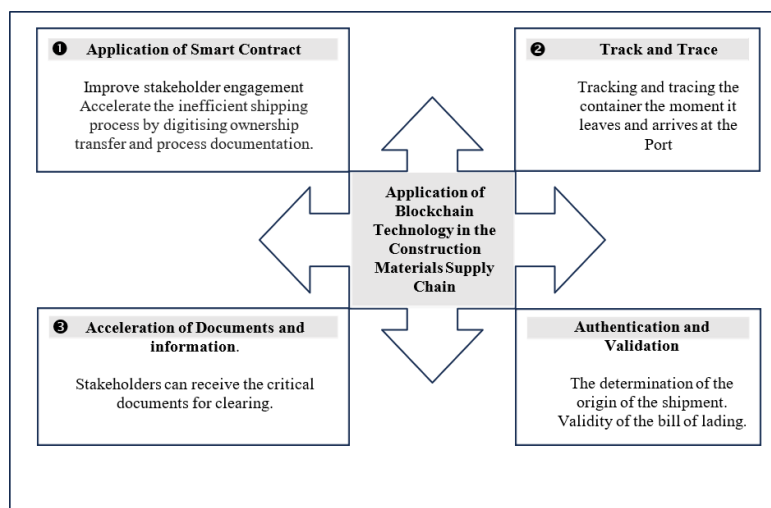 ❶ Application of Smart Contract
Improve stakeholder engagement
Accelerate the inefficient shipping
process by digitising ownership
transfer and process documentation.
❷ Track and Trace
Tracking and tracing the
container the moment it
leaves and arrives at the
Port
Application of
Blockchain
Technology in the
Construction
Materials Supply
Chain
❸ Acceleration of Documents and
information.
Stakeholders can receive the critical
documents for clearing.
Authentication and
Validation
The determination of the
origin of the shipment.
Validity of the bill of lading.